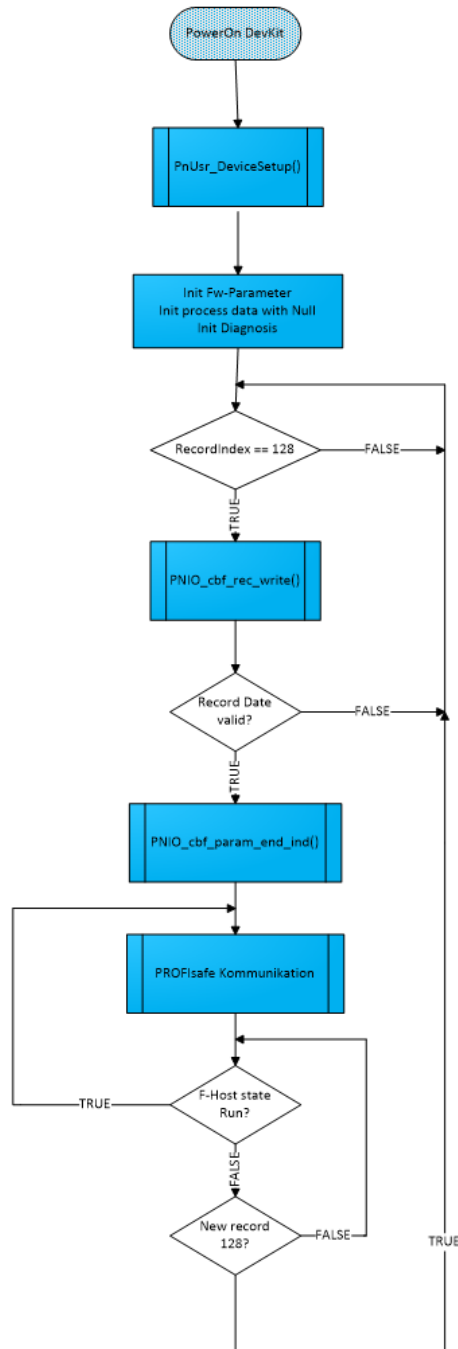 PowerOn DevKit
PnUsr_DeviceSetup()
Init Fw-Parameter
Init process data with Null
Init Diagnosis
RecordIndex == 128
FALSE
TRUE
PNIO_cbf_rec_write()
Record Date
valid?
FALSE
TRUE
PNIO_cbf_param_end_ind()
PROFIsafe Kommunikation
F-Host state
Run?
TRUE
FALSE
New record
128?
FALSE
TRUE